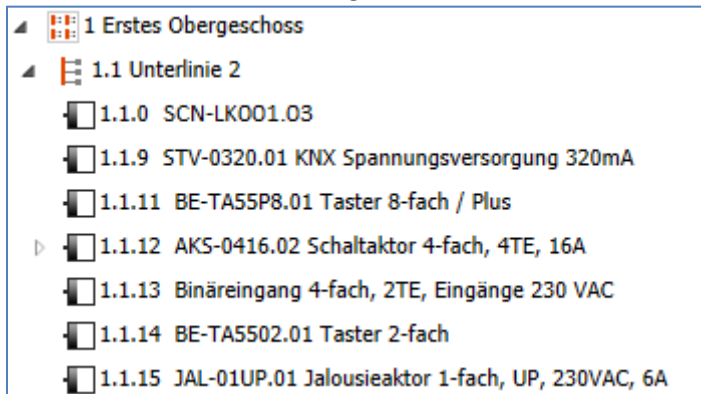 1 Erstes Obergeschoss
1.1 Unterlinie 2
1.1.0 SCN-LK001.03
1.1.9 STV-0320.01 KNX Spannungsversorgung 320mA
1.1.11 BE-TA55P8.01 Taster 8-fach / Plus
1.1.12 AKS-0416.02 Schaltaktor 4-fach, 4TE, 16A
1.1.13 Binäreingang 4-fach, 2TE, Eingänge 230 VAC
1.1.14 BE-TA5502.01 Taster 2-fach
1.1.15 JAL-01UP.01 Jalousieaktor 1-fach, UP, 230VAC, 6A